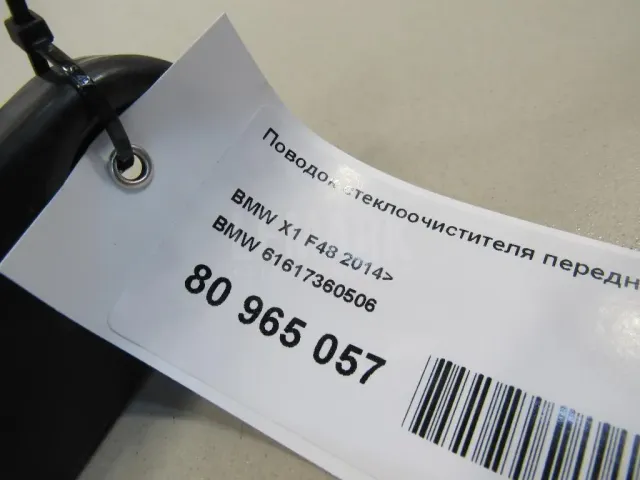 Поводок стеклоочистителя передн
BMW X1 F48 2014>
BMW 61617360506
80 965 057